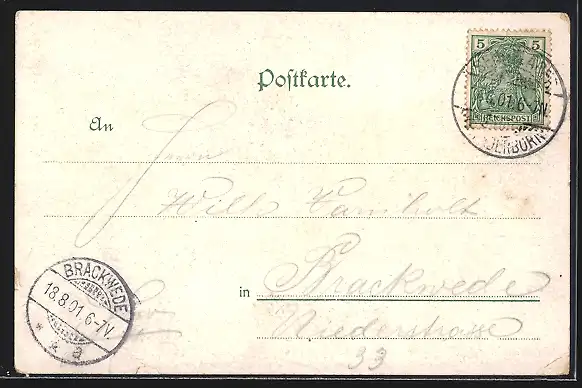 5 5
REICHSPOST
Postkarte.
An
Herrn
Willi
in Brackwede
Niederstrasse
33
BRACKWEDE
18.8.01 6-7V.
* * a